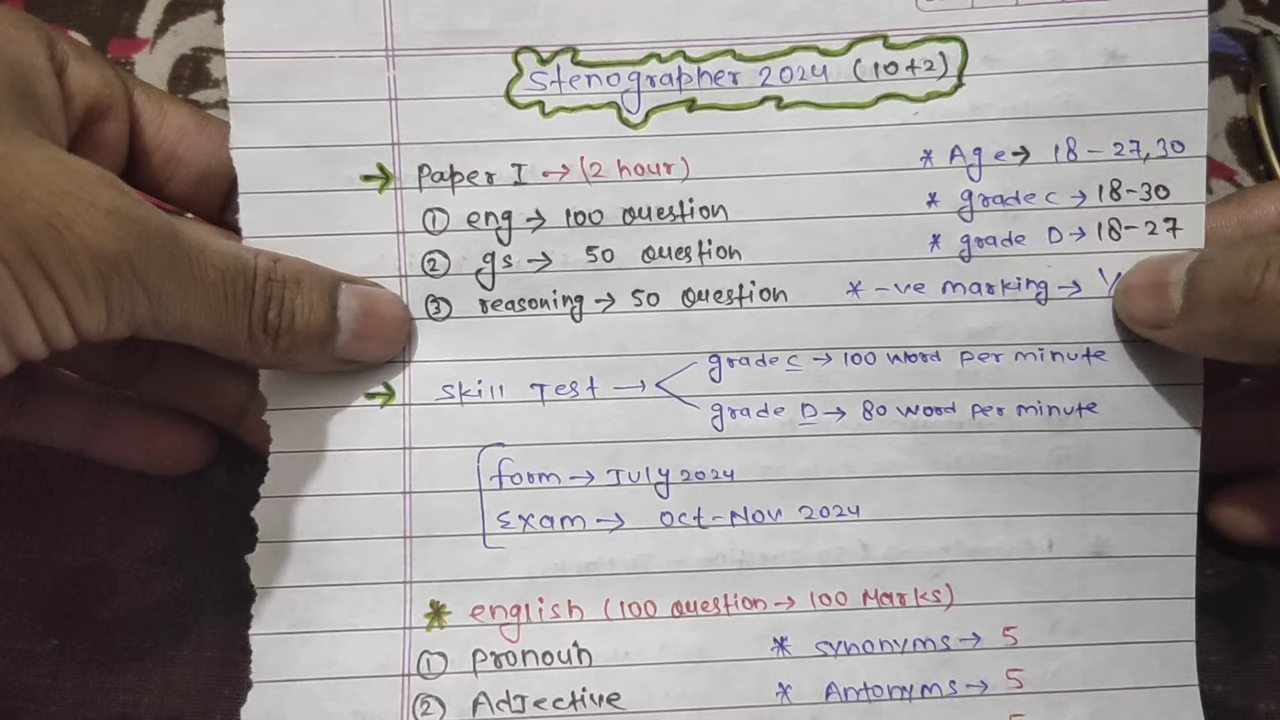 Stenographer 2024 (10+2)
→ Paper I → (2 hour)
① eng → 100 question
② gs → 50 question
③ reasoning → 50 question
* Age → 18 - 27, 30
* grade C → 18-30
* grade D → 18-27
* -ve marking →
→ Skill Test →
grade C → 100 word per minute
grade D → 80 word per minute
form → July 2024
Exam → Oct-Nov 2024
* english (100 question → 100 Marks)
① Pronoun
② Adjective
* Synonyms → 5
* Antonyms → 5